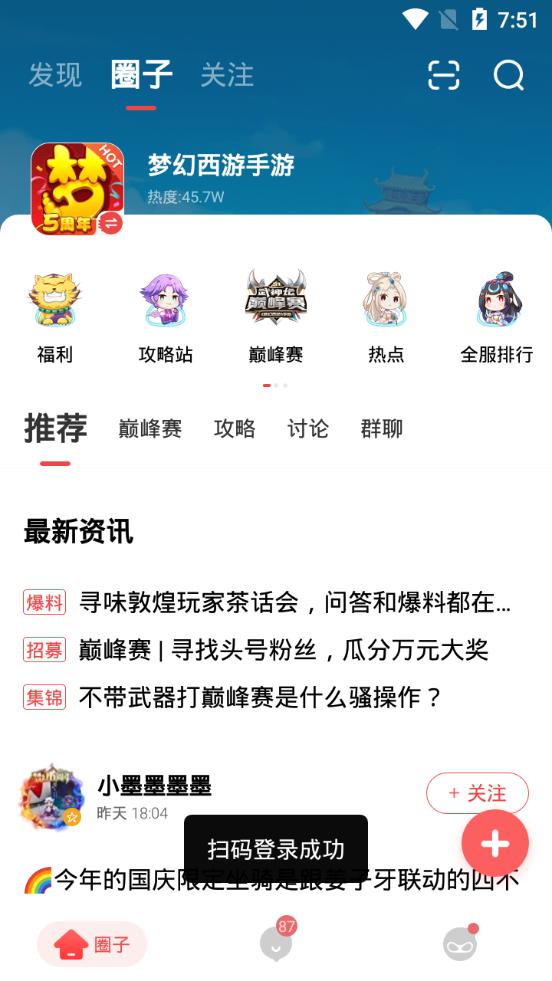 7:51
发现 圈子 关注
梦 HOT 5周年
梦幻西游手游
热度:45.7W
武神坛
巅峰赛
福利 攻略站 巅峰赛 热点 全服排行
推荐 巅峰赛 攻略 讨论 群聊
最新资讯
爆料 寻味敦煌玩家茶话会，问答和爆料都在...
招募 巅峰赛 | 寻找头号粉丝，瓜分万元大奖
集锦 不带武器打巅峰赛是什么骚操作？
小墨墨墨墨
+ 关注
昨天 18:04
扫码登录成功
🌈今年的国庆限定坐骑是跟姜子牙联动的四不
圈子 87